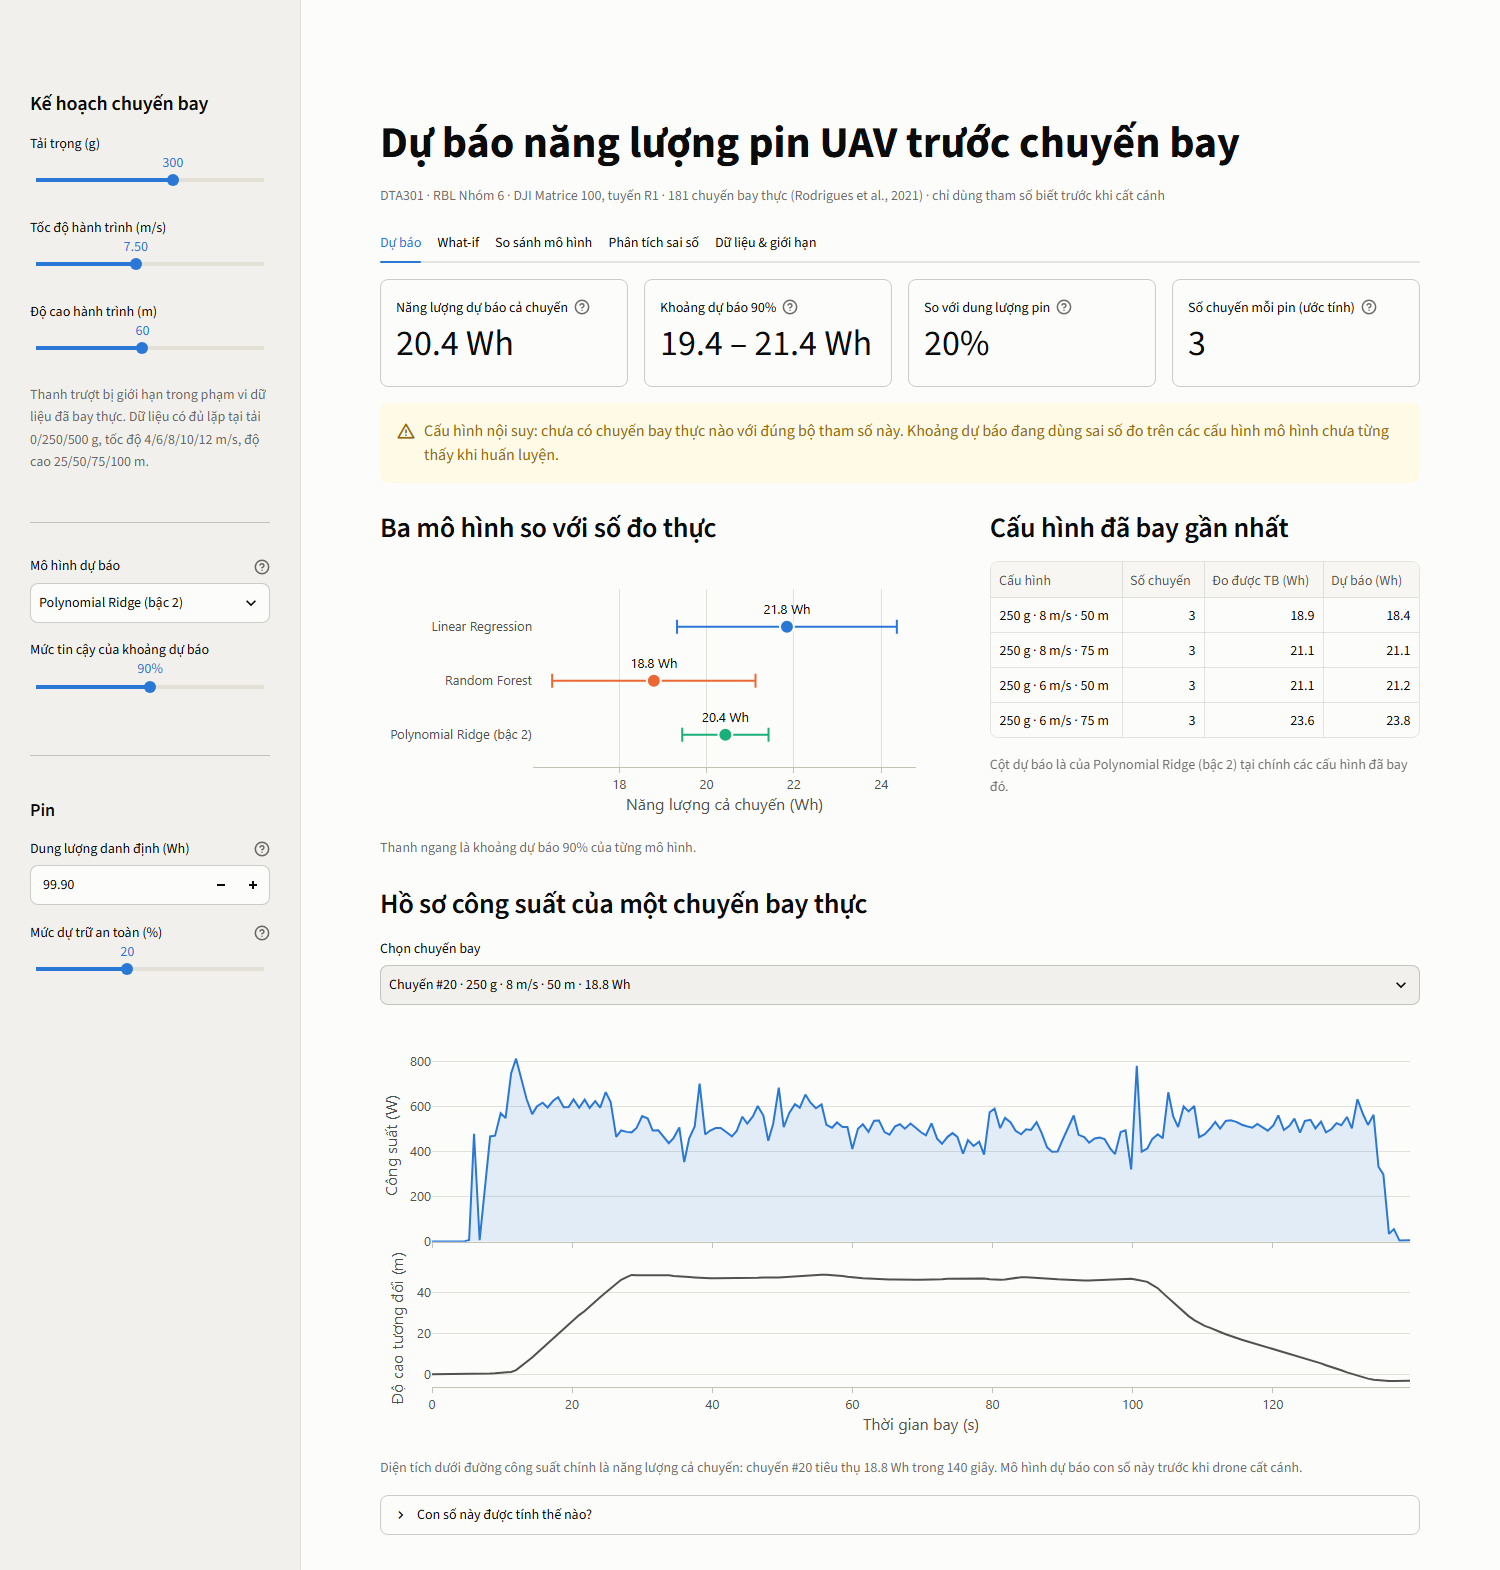 Kế hoạch chuyến bay
Tải trọng (g)
300
Tốc độ hành trình (m/s)
7.50
Độ cao hành trình (m)
60
Thanh trượt bị giới hạn trong phạm vi dữ
liệu đã bay thực. Dữ liệu có đủ lặp tại tải
0/250/500 g, tốc độ 4/6/8/10/12 m/s, độ
cao 25/50/75/100 m.
Mô hình dự báo
Polynomial Ridge (bậc 2)
Mức tin cậy của khoảng dự báo
90%
Pin
Dung lượng danh định (Wh)
99.90
Mức dự trữ an toàn (%)
20
Dự báo năng lượng pin UAV trước chuyến bay
DTA301 · RBL Nhóm 6 · DJI Matrice 100, tuyến R1 · 181 chuyến bay thực (Rodrigues et al., 2021) · chỉ dùng tham số biết trước khi cất cánh
Dự báo What-if So sánh mô hình Phân tích sai số Dữ liệu & giới hạn
Năng lượng dự báo cả chuyến
20.4 Wh
Khoảng dự báo 90%
19.4 – 21.4 Wh
So với dung lượng pin
20%
Số chuyến mỗi pin (ước tính)
3
Cấu hình nội suy: chưa có chuyến bay thực nào với đúng bộ tham số này. Khoảng dự báo đang dùng sai số đo trên các cấu hình mô hình chưa từng
thấy khi huấn luyện.
Ba mô hình so với số đo thực
21.8 Wh
Linear Regression
18.8 Wh
Random Forest
20.4 Wh
Polynomial Ridge (bậc 2)
18 20 22 24
Năng lượng cả chuyến (Wh)
Thanh ngang là khoảng dự báo 90% của từng mô hình.
Cấu hình đã bay gần nhất
Cấu hình Số chuyến Đo được TB (Wh) Dự báo (Wh)
250 g · 8 m/s · 50 m 3 18.9 18.4
250 g · 8 m/s · 75 m 3 21.1 21.1
250 g · 6 m/s · 50 m 3 21.1 21.2
250 g · 6 m/s · 75 m 3 23.6 23.8
Cột dự báo là của Polynomial Ridge (bậc 2) tại chính các cấu hình đã bay
đó.
Hồ sơ công suất của một chuyến bay thực
Chọn chuyến bay
Chuyến #20 · 250 g · 8 m/s · 50 m · 18.8 Wh
Công suất (W)
800
600
400
200
0
Độ cao tương đối (m)
40
20
0
0 20 40 60 80 100 120
Thời gian bay (s)
Diện tích dưới đường công suất chính là năng lượng cả chuyến: chuyến #20 tiêu thụ 18.8 Wh trong 140 giây. Mô hình dự báo con số này trước khi drone cất cánh.
Con số này được tính thế nào?